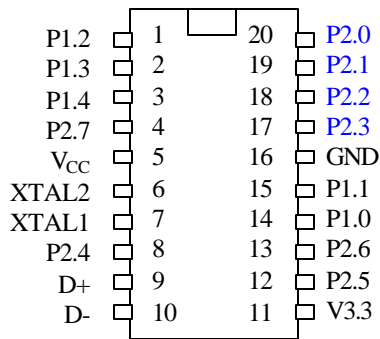 P1.2 1 20 P2.0
P1.3 2 19 P2.1
P1.4 3 18 P2.2
P2.7 4 17 P2.3
VCC 5 16 GND
XTAL2 6 15 P1.1
XTAL1 7 14 P1.0
P2.4 8 13 P2.6
D+ 9 12 P2.5
D- 10 11 V3.3